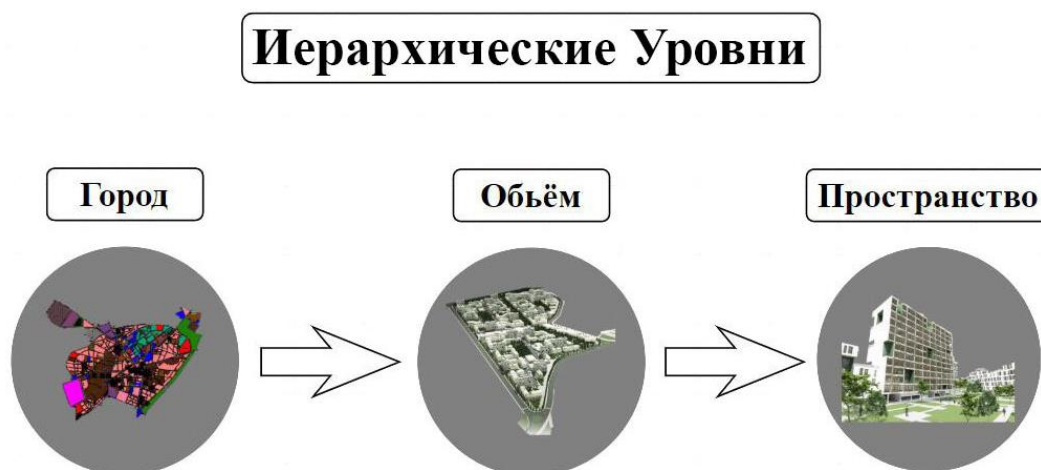 Иерархические Уровни
Город
Обьём
Пространство